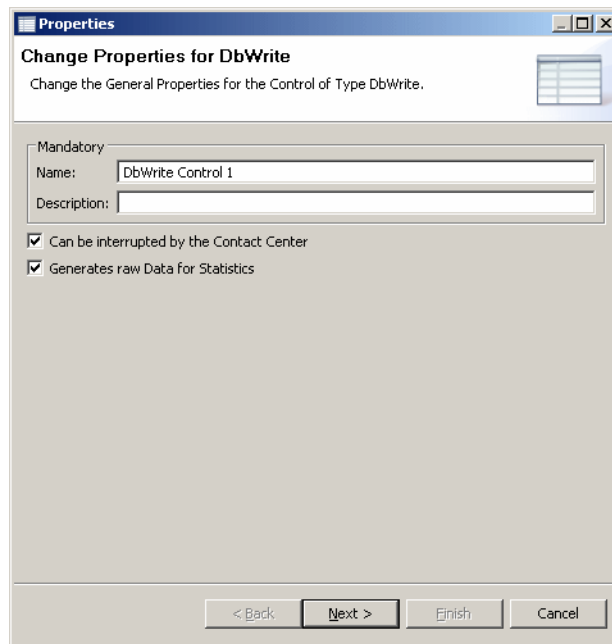 Properties
Change Properties for DbWrite
Change the General Properties for the Control of Type DbWrite.
Mandatory
Name: DbWrite Control 1
Description:
Can be interrupted by the Contact Center
Generates raw Data for Statistics
< Back Next > Finish Cancel